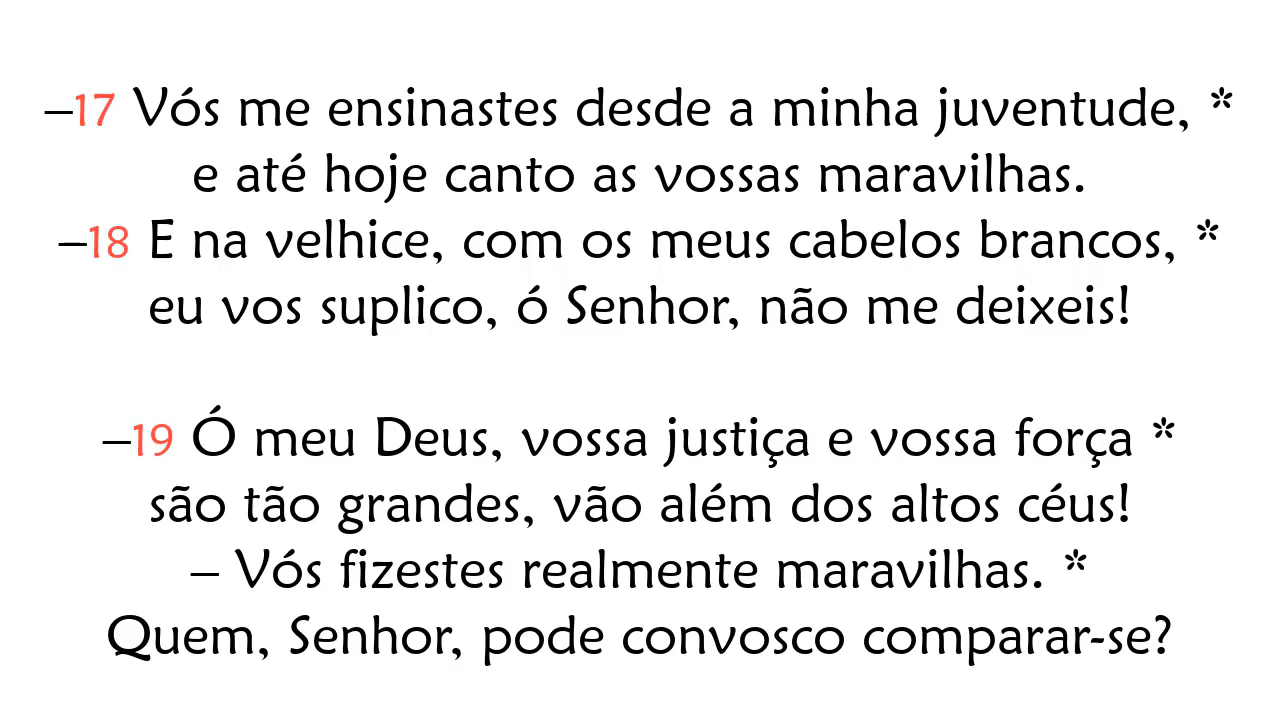 –17 Vós me ensinastes desde a minha juventude, *
e até hoje canto as vossas maravilhas.
–18 E na velhice, com os meus cabelos brancos, *
eu vos suplico, ó Senhor, não me deixeis!
–19 Ó meu Deus, vossa justiça e vossa força *
são tão grandes, vão além dos altos céus!
– Vós fizestes realmente maravilhas. *
Quem, Senhor, pode convosco comparar-se?